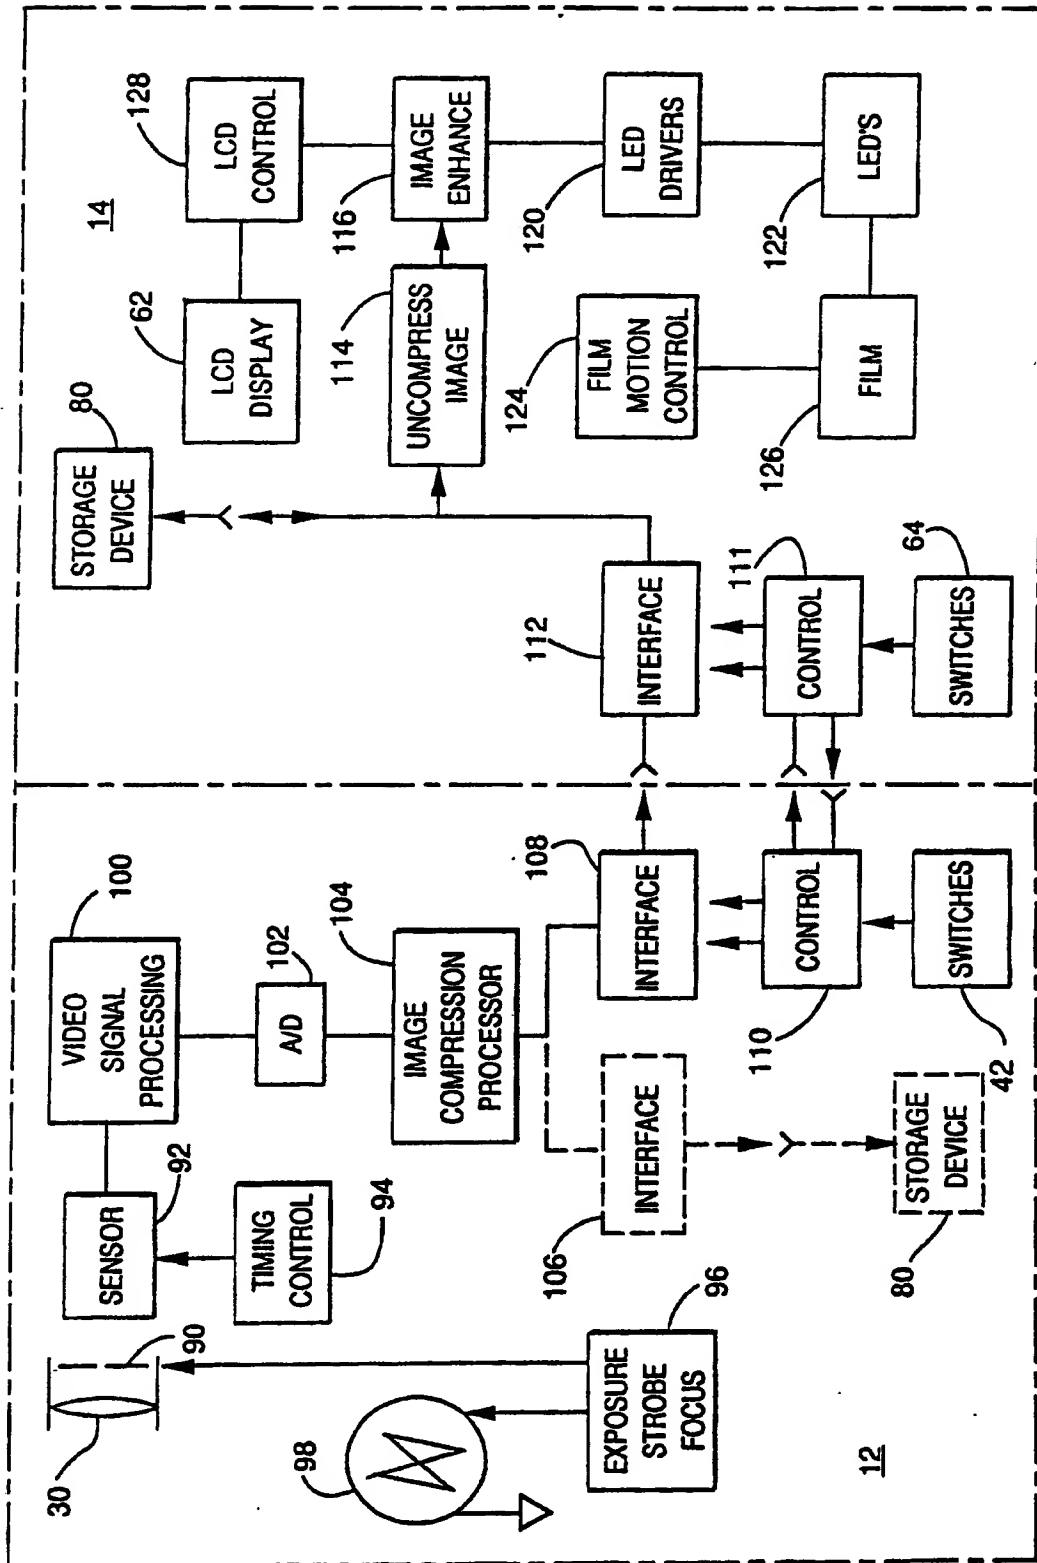 30
90
SENSOR
92
TIMING
CONTROL
94
98
EXPOSURE
STROBE
FOCUS
96
12
VIDEO
SIGNAL
PROCESSING
100
A/D
102
IMAGE
COMPRESSION
PROCESSOR
104
INTERFACE
106
STORAGE
DEVICE
80
INTERFACE
108
CONTROL
110
SWITCHES
42
14
STORAGE
DEVICE
80
LCD
DISPLAY
62
LCD
CONTROL
128
UNCOMPRESS
IMAGE
114
IMAGE
ENHANCE
116
INTERFACE
112
CONTROL
111
SWITCHES
64
FILM
MOTION
CONTROL
124
LED
DRIVERS
120
FILM
126
LED'S
122